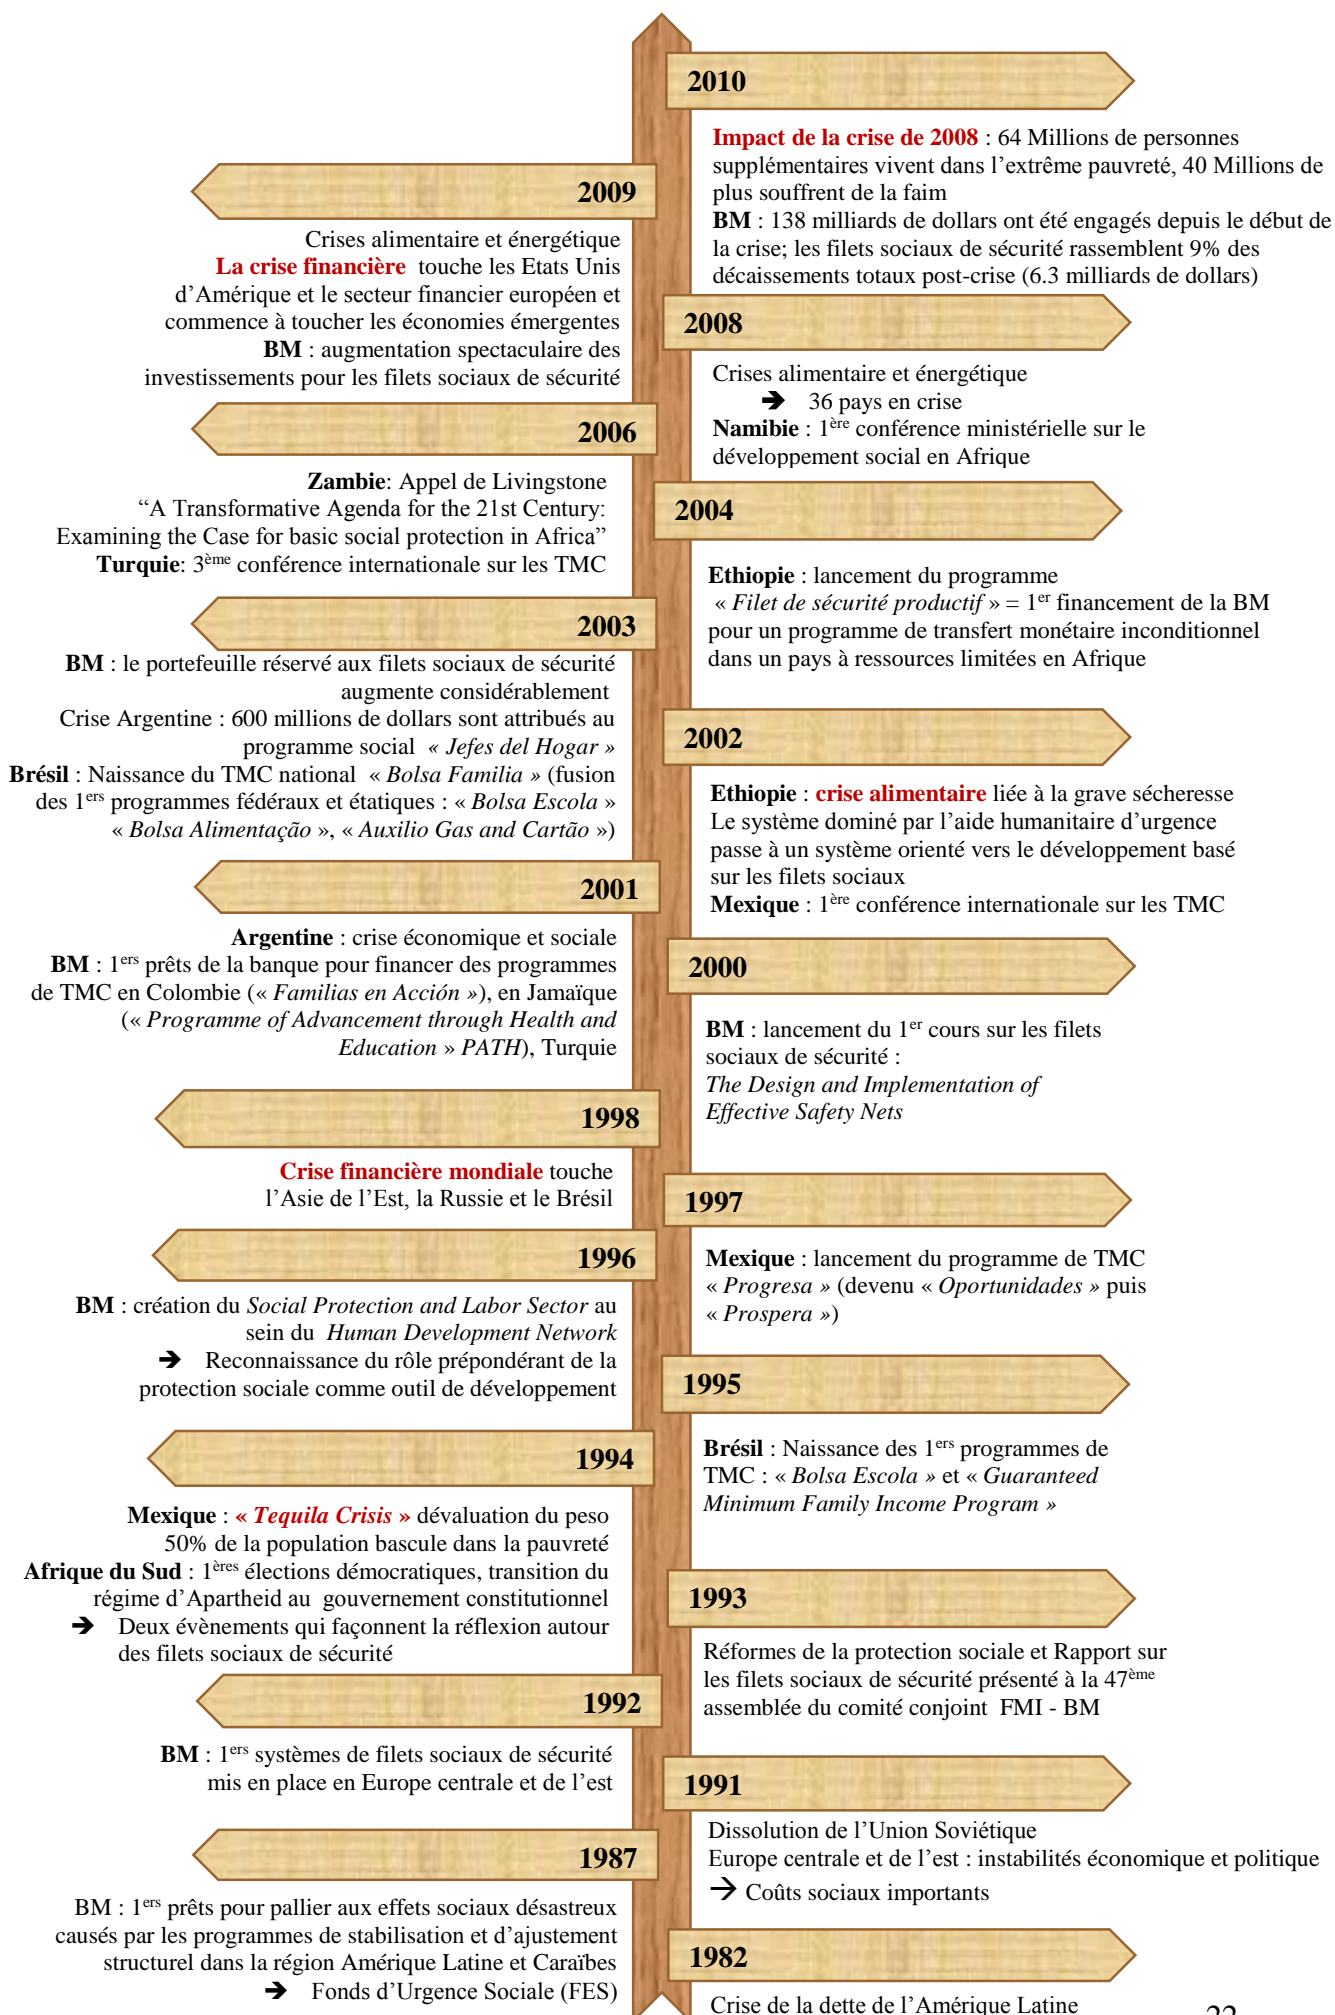 2010
Impact de la crise de 2008 : 64 Millions de personnes
supplémentaires vivent dans l’extrême pauvreté, 40 Millions de
plus souffrent de la faim
BM : 138 milliards de dollars ont été engagés depuis le début de
la crise; les filets sociaux de sécurité rassemblent 9% des
décaissements totaux post-crise (6.3 milliards de dollars)
2009
Crises alimentaire et énergétique
La crise financière touche les Etats Unis
d’Amérique et le secteur financier européen et
commence à toucher les économies émergentes
BM : augmentation spectaculaire des
investissements pour les filets sociaux de sécurité
2008
Crises alimentaire et énergétique
➔ 36 pays en crise
Namibie : 1ère conférence ministérielle sur le
développement social en Afrique
2006
Zambie: Appel de Livingstone
“A Transformative Agenda for the 21st Century:
Examining the Case for basic social protection in Africa”
Turquie: 3ème conférence internationale sur les TMC
2004
Ethiopie : lancement du programme
« Filet de sécurité productif » = 1er financement de la BM
pour un programme de transfert monétaire inconditionnel
dans un pays à ressources limitées en Afrique
2003
BM : le portefeuille réservé aux filets sociaux de sécurité
augmente considérablement
Crise Argentine : 600 millions de dollars sont attribués au
programme social « Jefes del Hogar »
Brésil : Naissance du TMC national « Bolsa Familia » (fusion
des 1ers programmes fédéraux et étatiques : « Bolsa Escola »
« Bolsa Alimentação », « Auxilio Gas and Cartão »)
2002
Ethiopie : crise alimentaire liée à la grave sécheresse
Le système dominé par l’aide humanitaire d’urgence
passe à un système orienté vers le développement basé
sur les filets sociaux
Mexique : 1ère conférence internationale sur les TMC
2001
Argentine : crise économique et sociale
BM : 1ers prêts de la banque pour financer des programmes
de TMC en Colombie (« Familias en Acción »), en Jamaïque
(« Programme of Advancement through Health and
Education » PATH), Turquie
2000
BM : lancement du 1er cours sur les filets
sociaux de sécurité :
The Design and Implementation of
Effective Safety Nets
1998
Crise financière mondiale touche
l’Asie de l’Est, la Russie et le Brésil
1997
Mexique : lancement du programme de TMC
« Progresa » (devenu « Oportunidades » puis
« Prospera »)
1996
BM : création du Social Protection and Labor Sector au
sein du Human Development Network
➔ Reconnaissance du rôle prépondérant de la
protection sociale comme outil de développement
1995
Brésil : Naissance des 1ers programmes de
TMC : « Bolsa Escola » et « Guaranteed
Minimum Family Income Program »
1994
Mexique : « Tequila Crisis » dévaluation du peso
50% de la population bascule dans la pauvreté
Afrique du Sud : 1ères élections démocratiques, transition du
régime d’Apartheid au gouvernement constitutionnel
➔ Deux évènements qui façonnent la réflexion autour
des filets sociaux de sécurité
1993
Réformes de la protection sociale et Rapport sur
les filets sociaux de sécurité présenté à la 47ème
assemblée du comité conjoint FMI - BM
1992
BM : 1ers systèmes de filets sociaux de sécurité
mis en place en Europe centrale et de l’est
1991
Dissolution de l’Union Soviétique
Europe centrale et de l’est : instabilités économique et politique
→ Coûts sociaux importants
1987
BM : 1ers prêts pour pallier aux effets sociaux désastreux
causés par les programmes de stabilisation et d’ajustement
structurel dans la région Amérique Latine et Caraïbes
➔ Fonds d’Urgence Sociale (FES)
1982
Crise de la dette de l’Amérique Latine